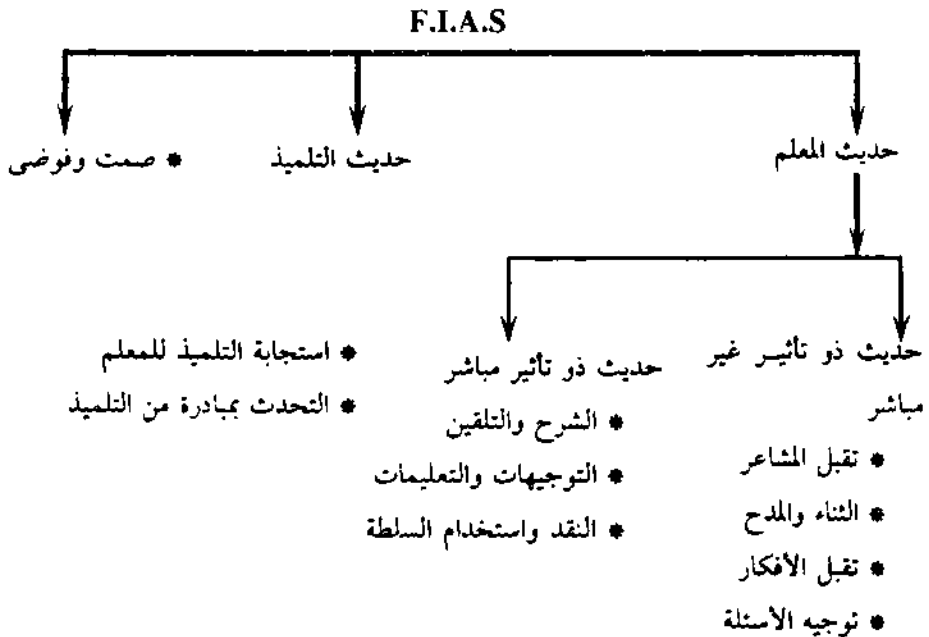 F.I.A.S
حديث المعلم
حديث التلميذ
* صمت وفوضى
حديث ذو تأثير غير
مباشر
* تقبل المشاعر
* الثناء والمدح
* تقبل الأفكار
* توجيه الأسئلة
حديث ذو تأثير مباشر
* الشرح والتلقين
* التوجيهات والتعليمات
* النقد واستخدام السلطة
* استجابة التلميذ للمعلم
* التحدث بمبادرة من التلميذ